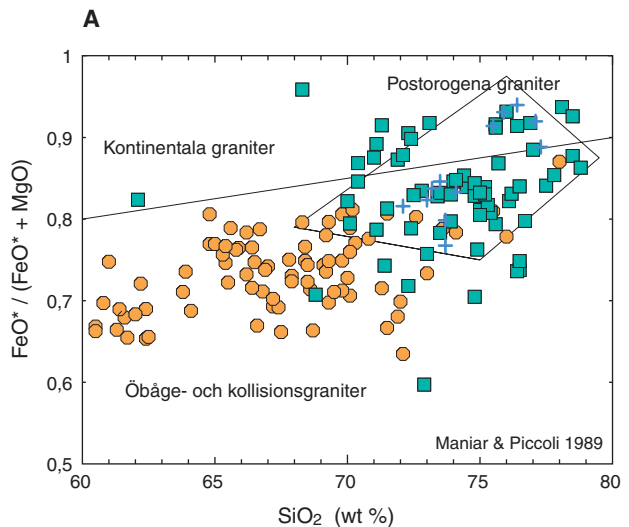 A
1
Postorogena graniter
0,9
Kontinentala graniter
0,8
FeO* / (FeO* + MgO)
0,7
0,6
Öbåge- och kollisionsgraniter
Maniar & Piccoli 1989
0,5
60 65 70 75 80
SiO₂ (wt %)